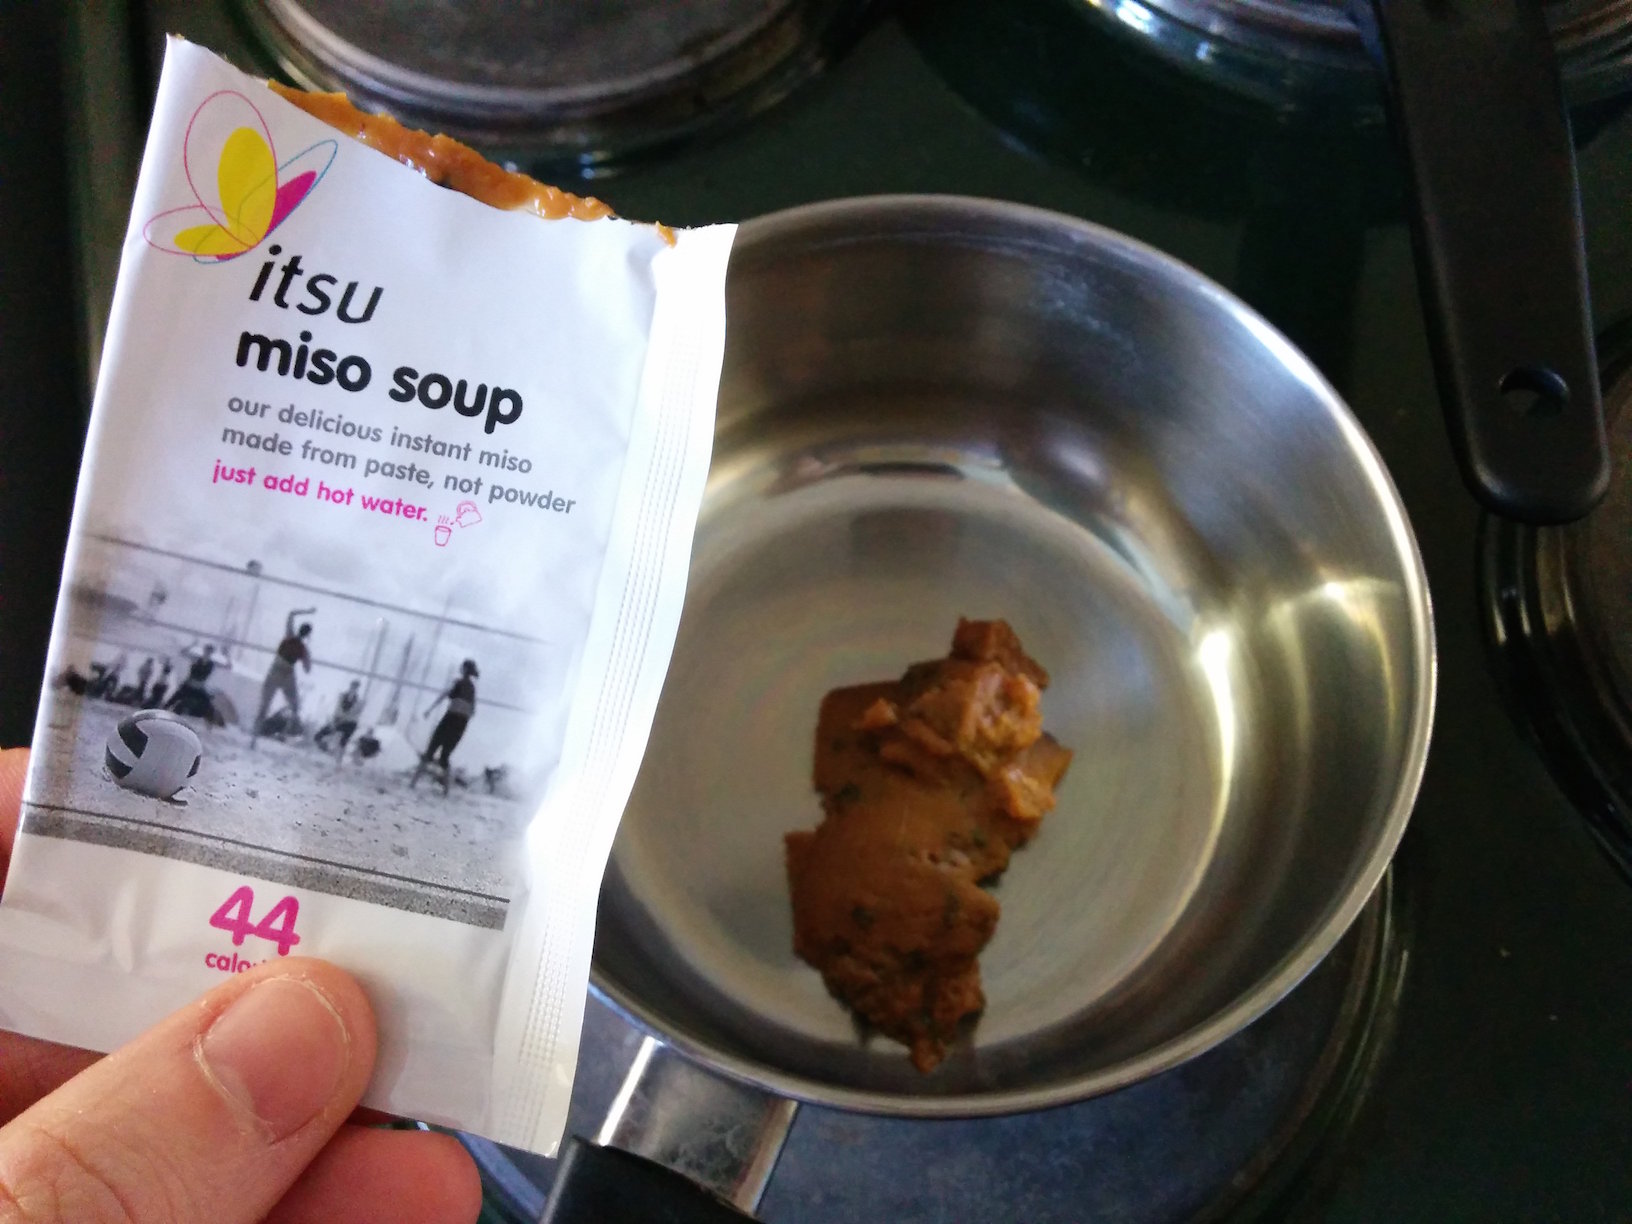 itsu
miso soup
our delicious instant miso
made from paste, not powder
just add hot water.
44